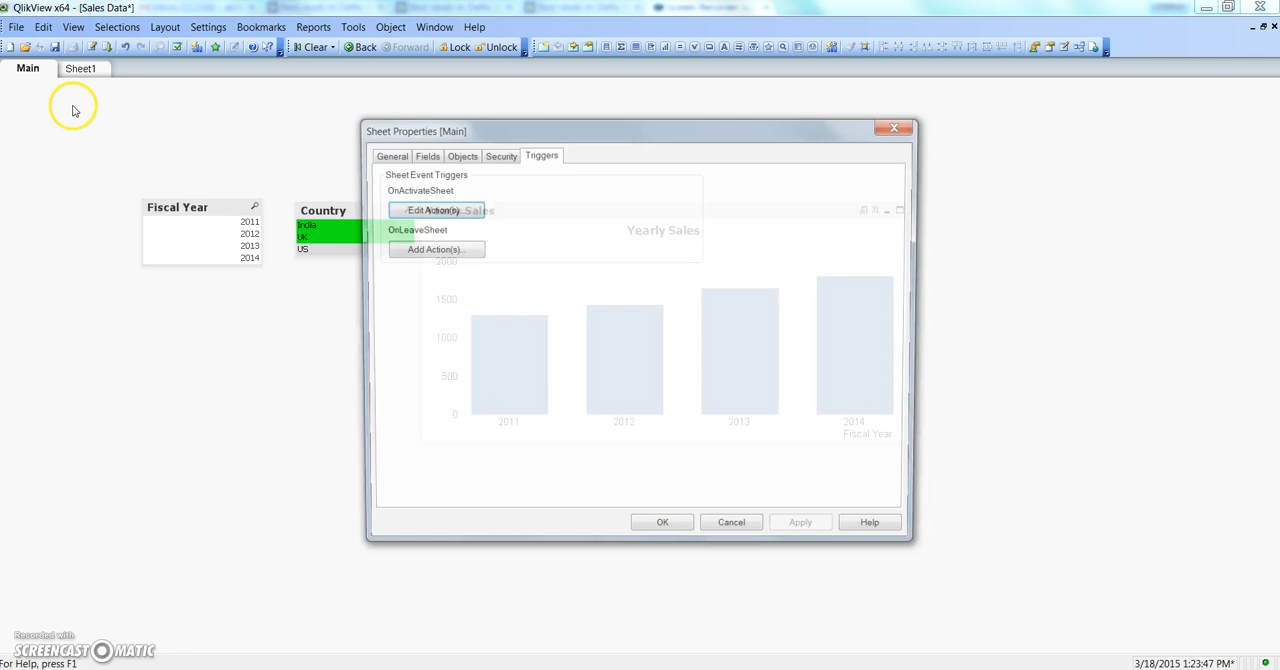 QlikView x64 - [Sales Data*]
File Edit View Selections Layout Settings Bookmarks Reports Tools Object Window Help
Clear Back Forward Lock Unlock
Main Sheet1
Sheet Properties [Main]
General Fields Objects Security Triggers
Sheet Event Triggers
OnActivateSheet
Edit Action(s)...
OnLeaveSheet
Add Action(s)...
Fiscal Year
2011
2012
2013
2014
Country
India
UK
US
Sales
XL
Yearly Sales
2000
1500
1000
500
0
2011 2012 2013 2014
Fiscal Year
OK Cancel Apply Help
Recorded with
SCREENCAST MATIC
For Help, press F1
3/18/2015 1:23:47 PM*